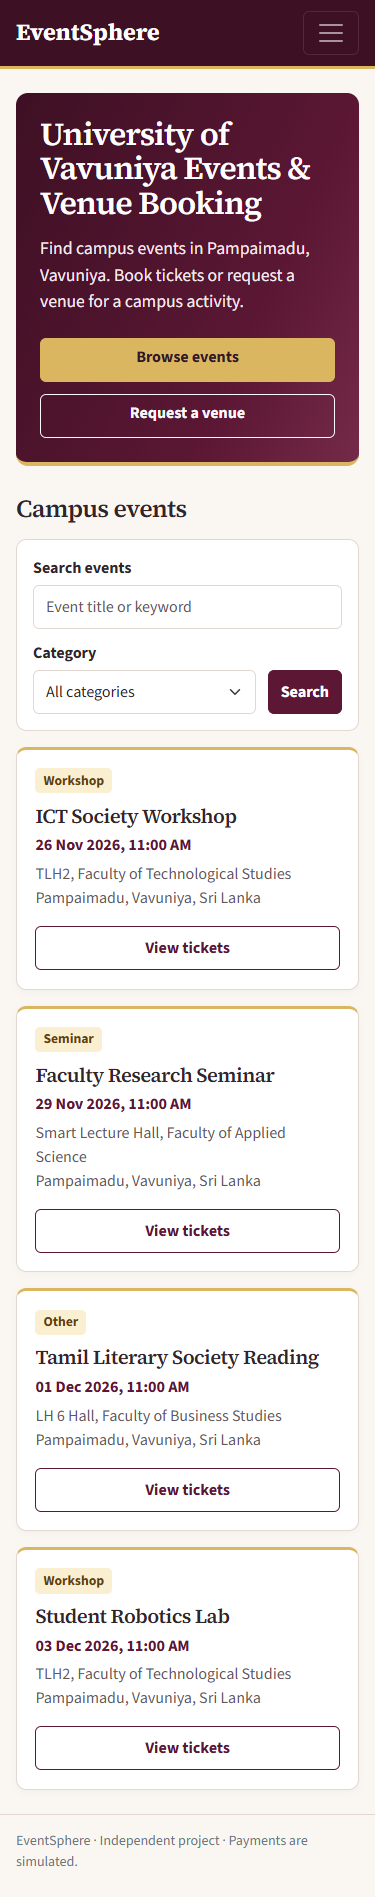 EventSphere
University of
Vavuniya Events &
Venue Booking
Find campus events in Pampaimadu,
Vavuniya. Book tickets or request a
venue for a campus activity.
Browse events
Request a venue
Campus events
Search events
Event title or keyword
Category
All categories
Search
Workshop
ICT Society Workshop
26 Nov 2026, 11:00 AM
TLH2, Faculty of Technological Studies
Pampaimadu, Vavuniya, Sri Lanka
View tickets
Seminar
Faculty Research Seminar
29 Nov 2026, 11:00 AM
Smart Lecture Hall, Faculty of Applied
Science
Pampaimadu, Vavuniya, Sri Lanka
View tickets
Other
Tamil Literary Society Reading
01 Dec 2026, 11:00 AM
LH 6 Hall, Faculty of Business Studies
Pampaimadu, Vavuniya, Sri Lanka
View tickets
Workshop
Student Robotics Lab
03 Dec 2026, 11:00 AM
TLH2, Faculty of Technological Studies
Pampaimadu, Vavuniya, Sri Lanka
View tickets
EventSphere · Independent project · Payments are
simulated.